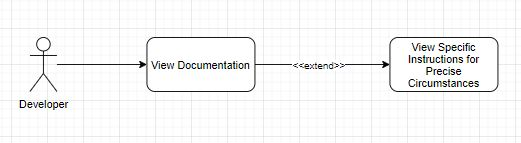 View Documentation
<<extend>>
View Specific
Instructions for
Precise
Circumstances
Developer